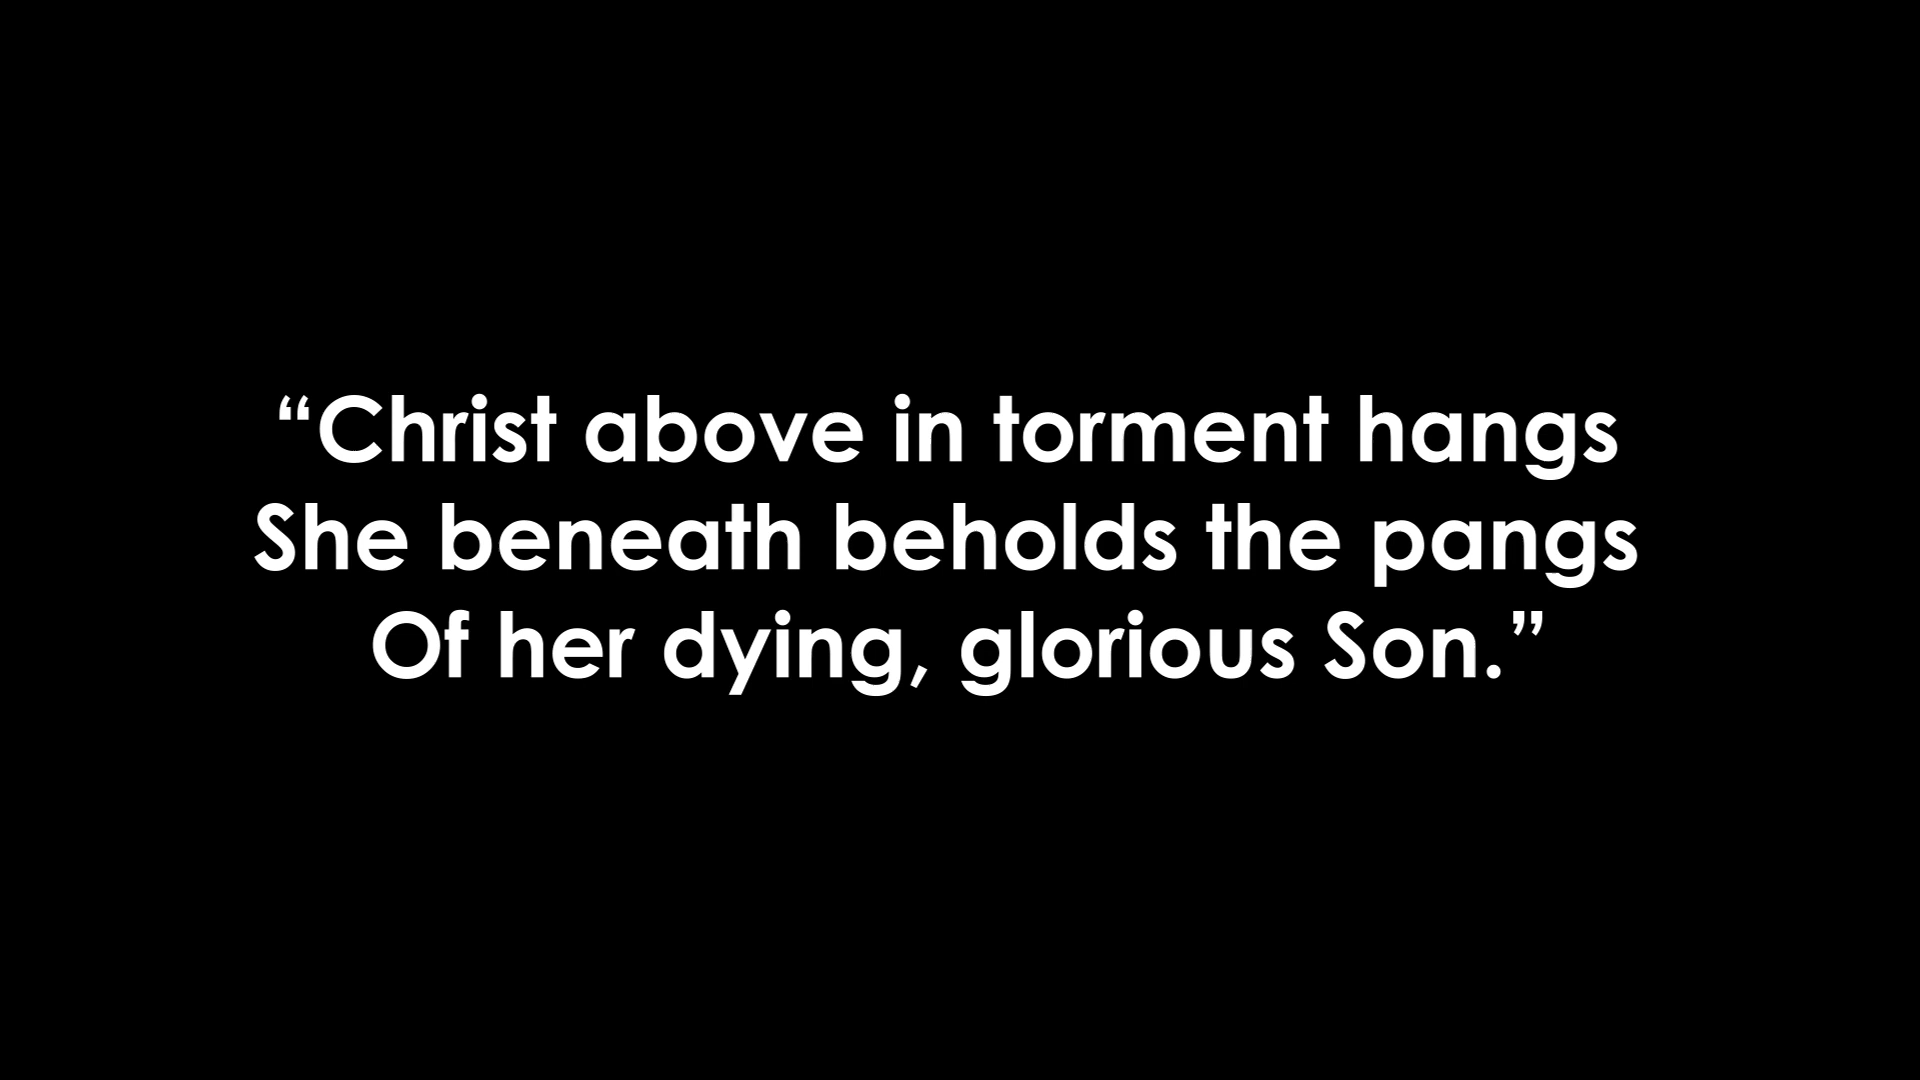 “Christ above in torment hangs
She beneath beholds the pangs
Of her dying, glorious Son.”